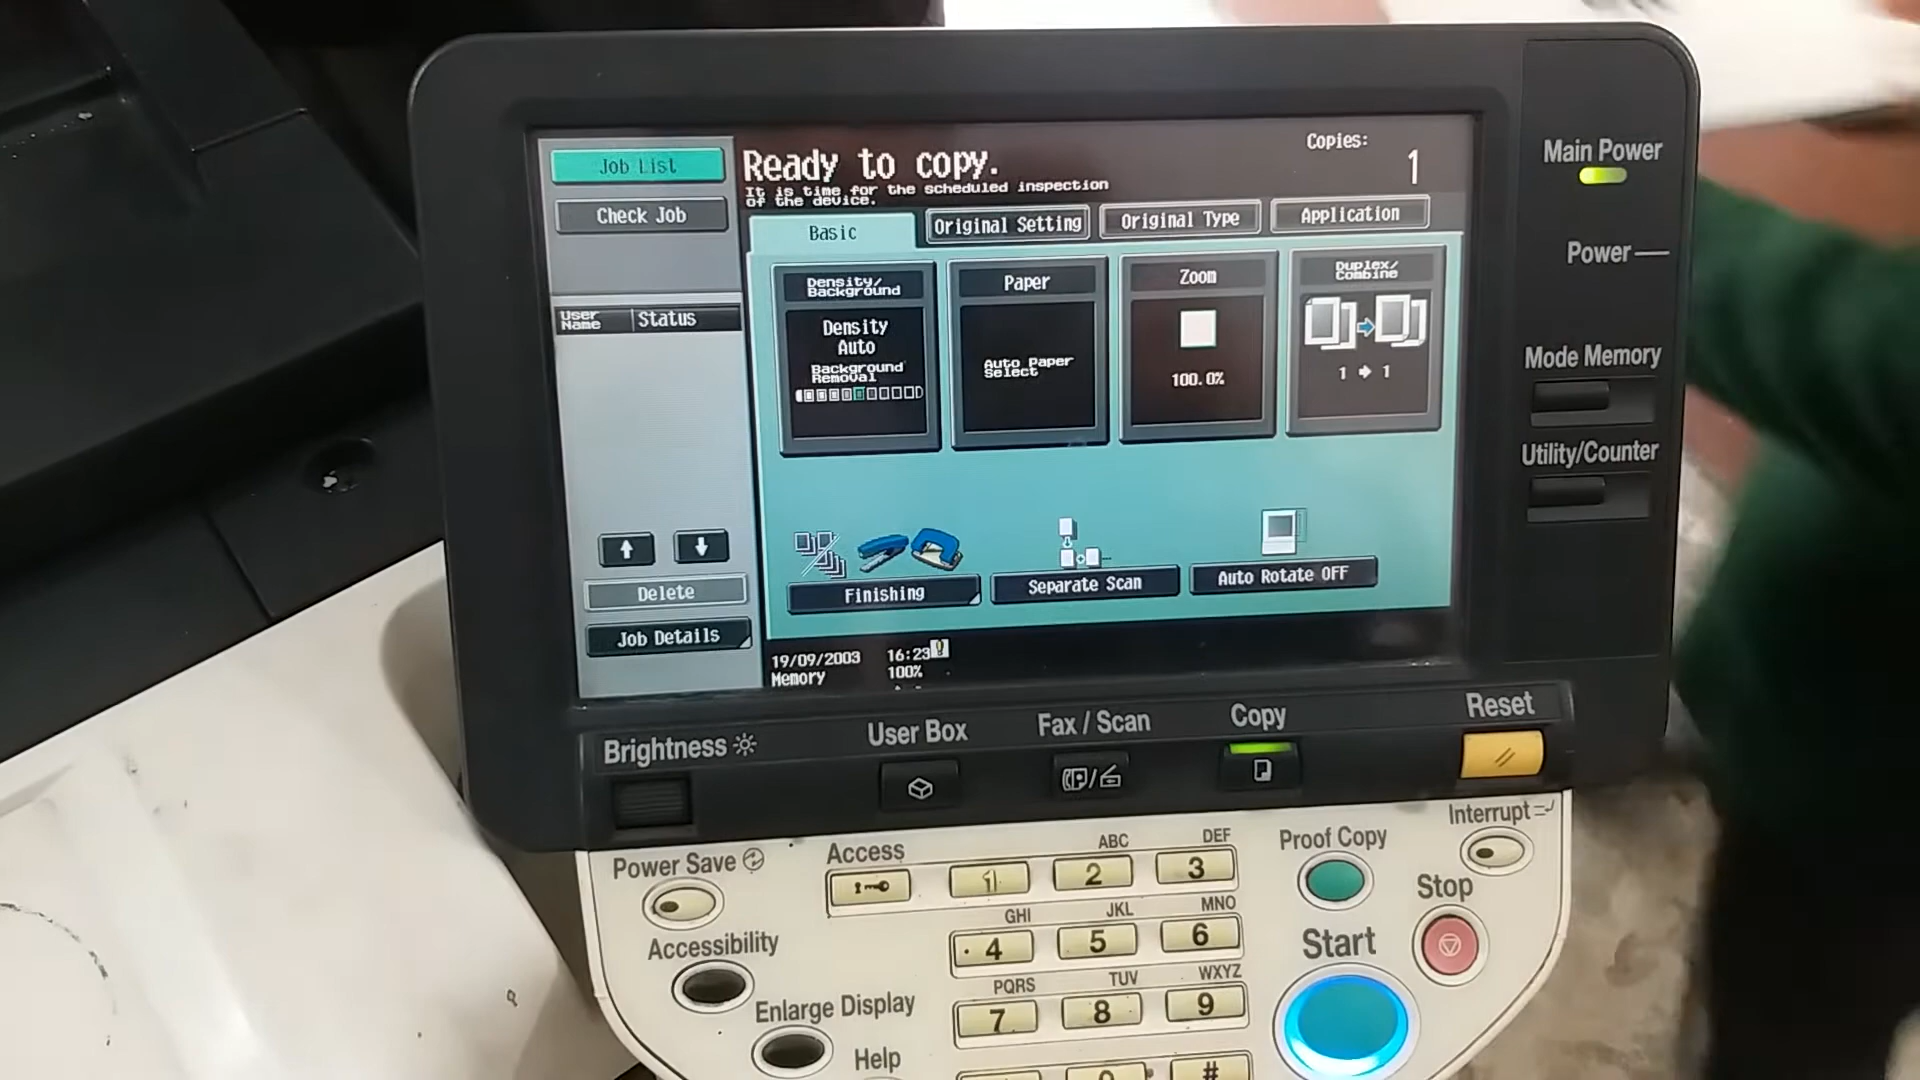 Job List
Check Job
User Name
Status
Delete
Job Details
Ready to copy.
It is time for the scheduled inspection
of the device.
Copies:
1
Basic
Original Setting
Original Type
Application
Density/
Background
Density
Auto
Background
Removal
Paper
Auto Paper
Select
Zoom
100.0%
Duplex/
Combine
1 → 1
Finishing
Separate Scan
Auto Rotate OFF
19/09/2003 16:23
Memory 100%
Main Power
Power
Mode Memory
Utility/Counter
Brightness
User Box
Fax / Scan
Copy
Reset
Interrupt
Power Save
Access
Proof Copy
Stop
Accessibility
Start
Enlarge Display
Help
1
ABC
2
DEF
3
GHI
4
JKL
5
MNO
6
PQRS
7
TUV
8
WXYZ
9
#